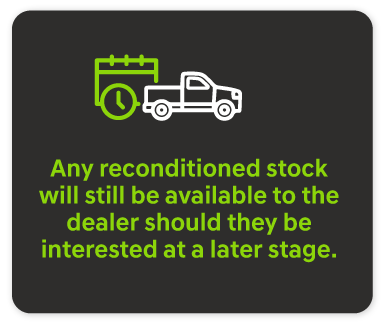 Any reconditioned stock
will still be available to the
dealer should they be
interested at a later stage.